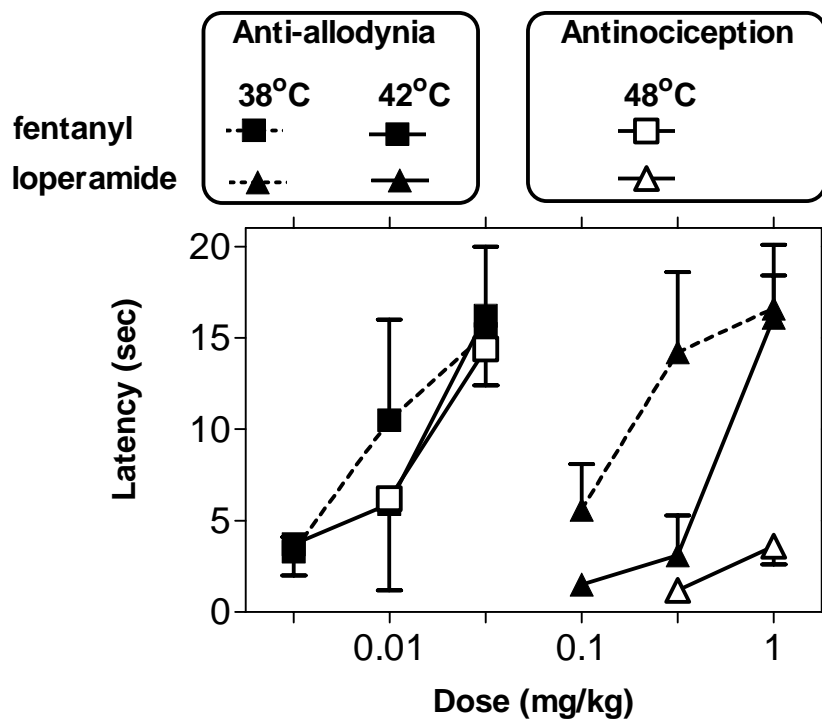 Anti-allodynia Antinociception
38°C 42°C 48°C
fentanyl
loperamide
20
15
10
5
0
Latency (sec)
0.01 0.1 1
Dose (mg/kg)